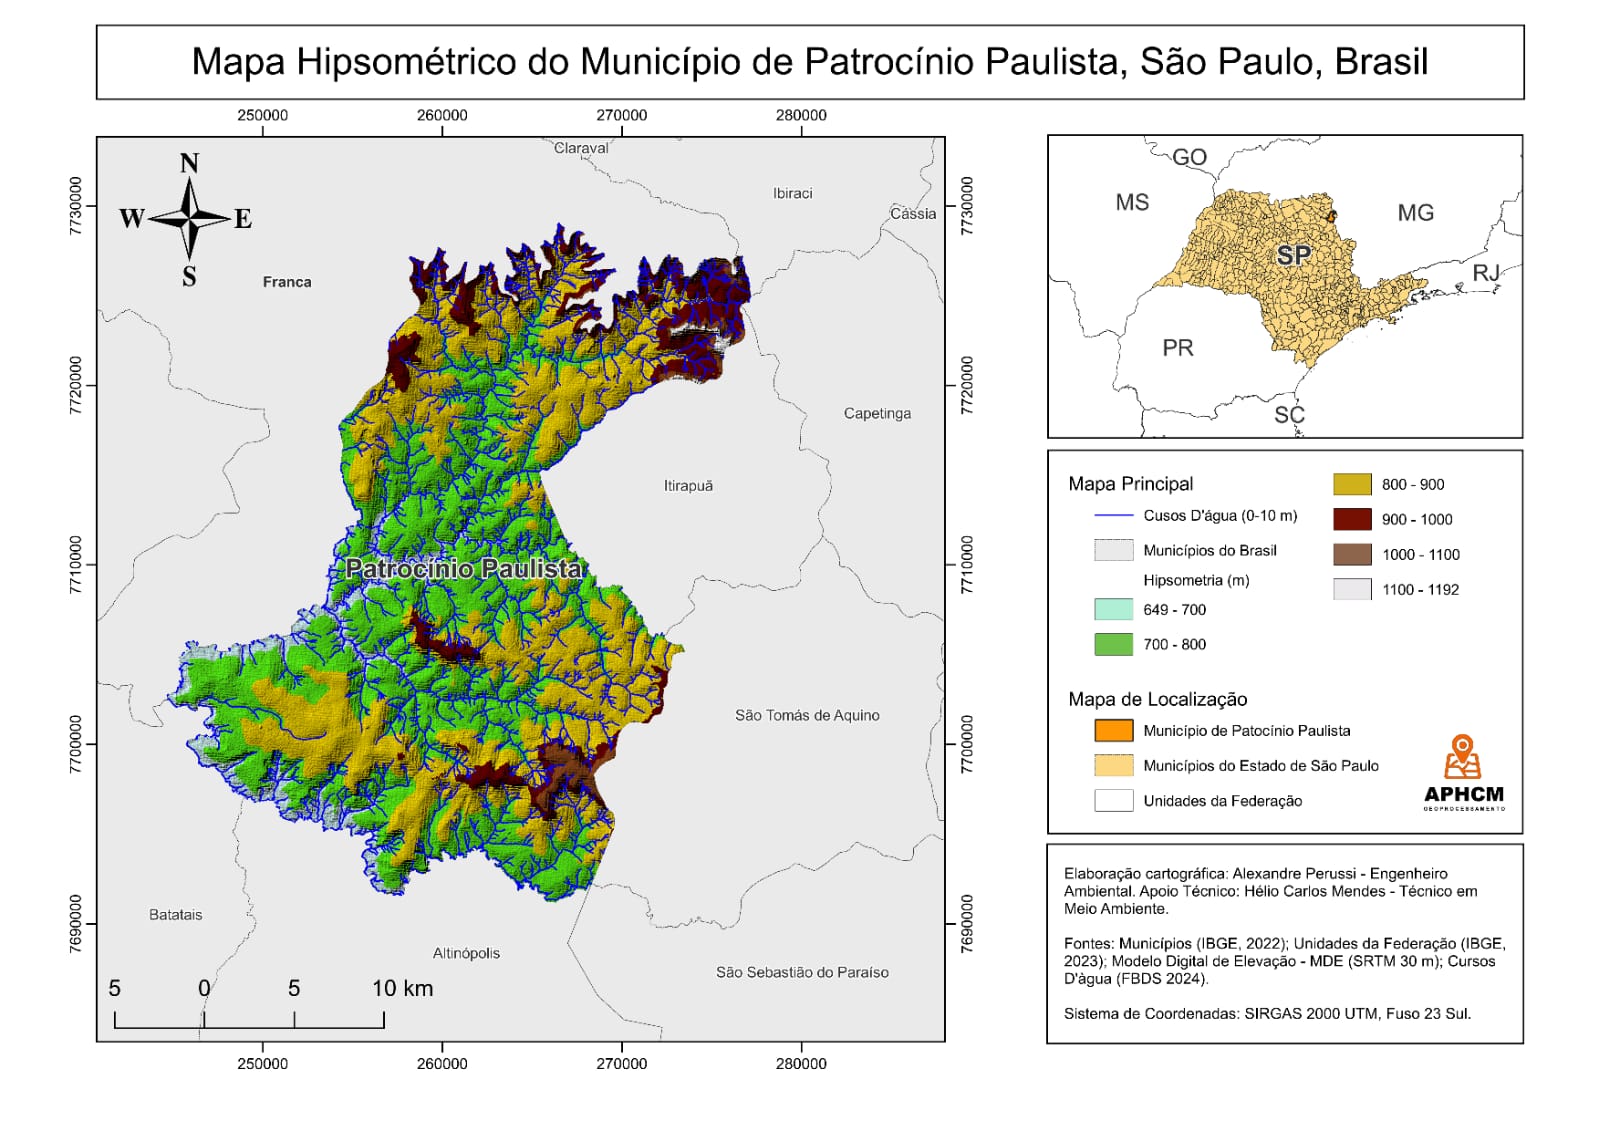 Mapa Hipsométrico do Município de Patrocínio Paulista, São Paulo, Brasil
250000 260000 270000 280000
7730000 7720000 7710000 7700000 7690000
N
W E
S
Claraval
Ibiraci
Cássia
Franca
Capetinga
Itirapuã
Patrocínio Paulista
São Tomás de Aquino
Batatais
Altinópolis
São Sebastião do Paraíso
5 0 5 10 km
7730000 7720000 7710000 7700000 7690000
250000 260000 270000 280000
GO
MS
MG
SP
RJ
PR
SC
Mapa Principal
Cusos D'água (0-10 m)
Municípios do Brasil
Hipsometria (m)
649 - 700
700 - 800
800 - 900
900 - 1000
1000 - 1100
1100 - 1192
Mapa de Localização
Município de Patocínio Paulista
Municípios do Estado de São Paulo
Unidades da Federação
APHCM
GEOPROCESSAMENTO
Elaboração cartográfica: Alexandre Perussi - Engenheiro
Ambiental. Apoio Técnico: Hélio Carlos Mendes - Técnico em
Meio Ambiente.
Fontes: Municípios (IBGE, 2022); Unidades da Federação (IBGE,
2023); Modelo Digital de Elevação - MDE (SRTM 30 m); Cursos
D'água (FBDS 2024).
Sistema de Coordenadas: SIRGAS 2000 UTM, Fuso 23 Sul.